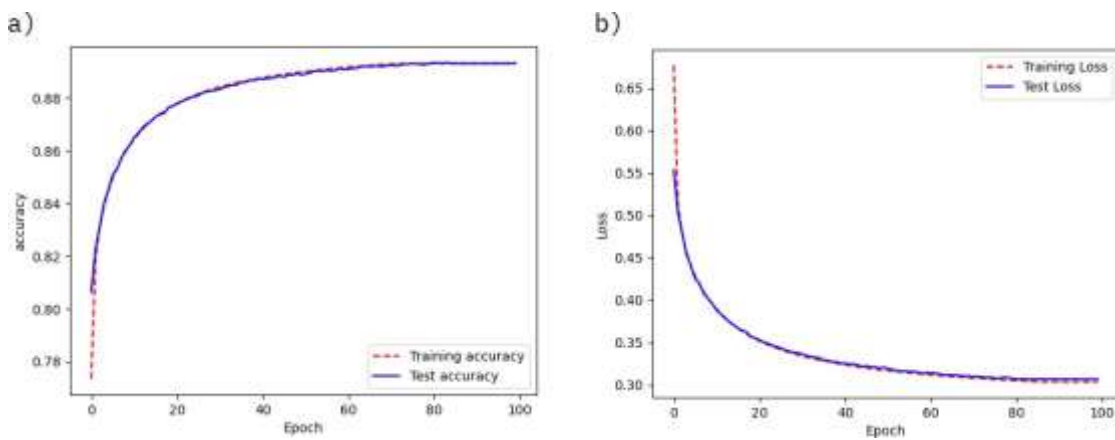 a)
0.88
0.86
0.84
0.82
0.80
0.78
accuracy
Training accuracy
Test accuracy
0 20 40 60 80 100
Epoch
b)
0.65
0.60
0.55
0.50
0.45
0.40
0.35
0.30
Loss
Training Loss
Test Loss
0 20 40 60 80 100
Epoch